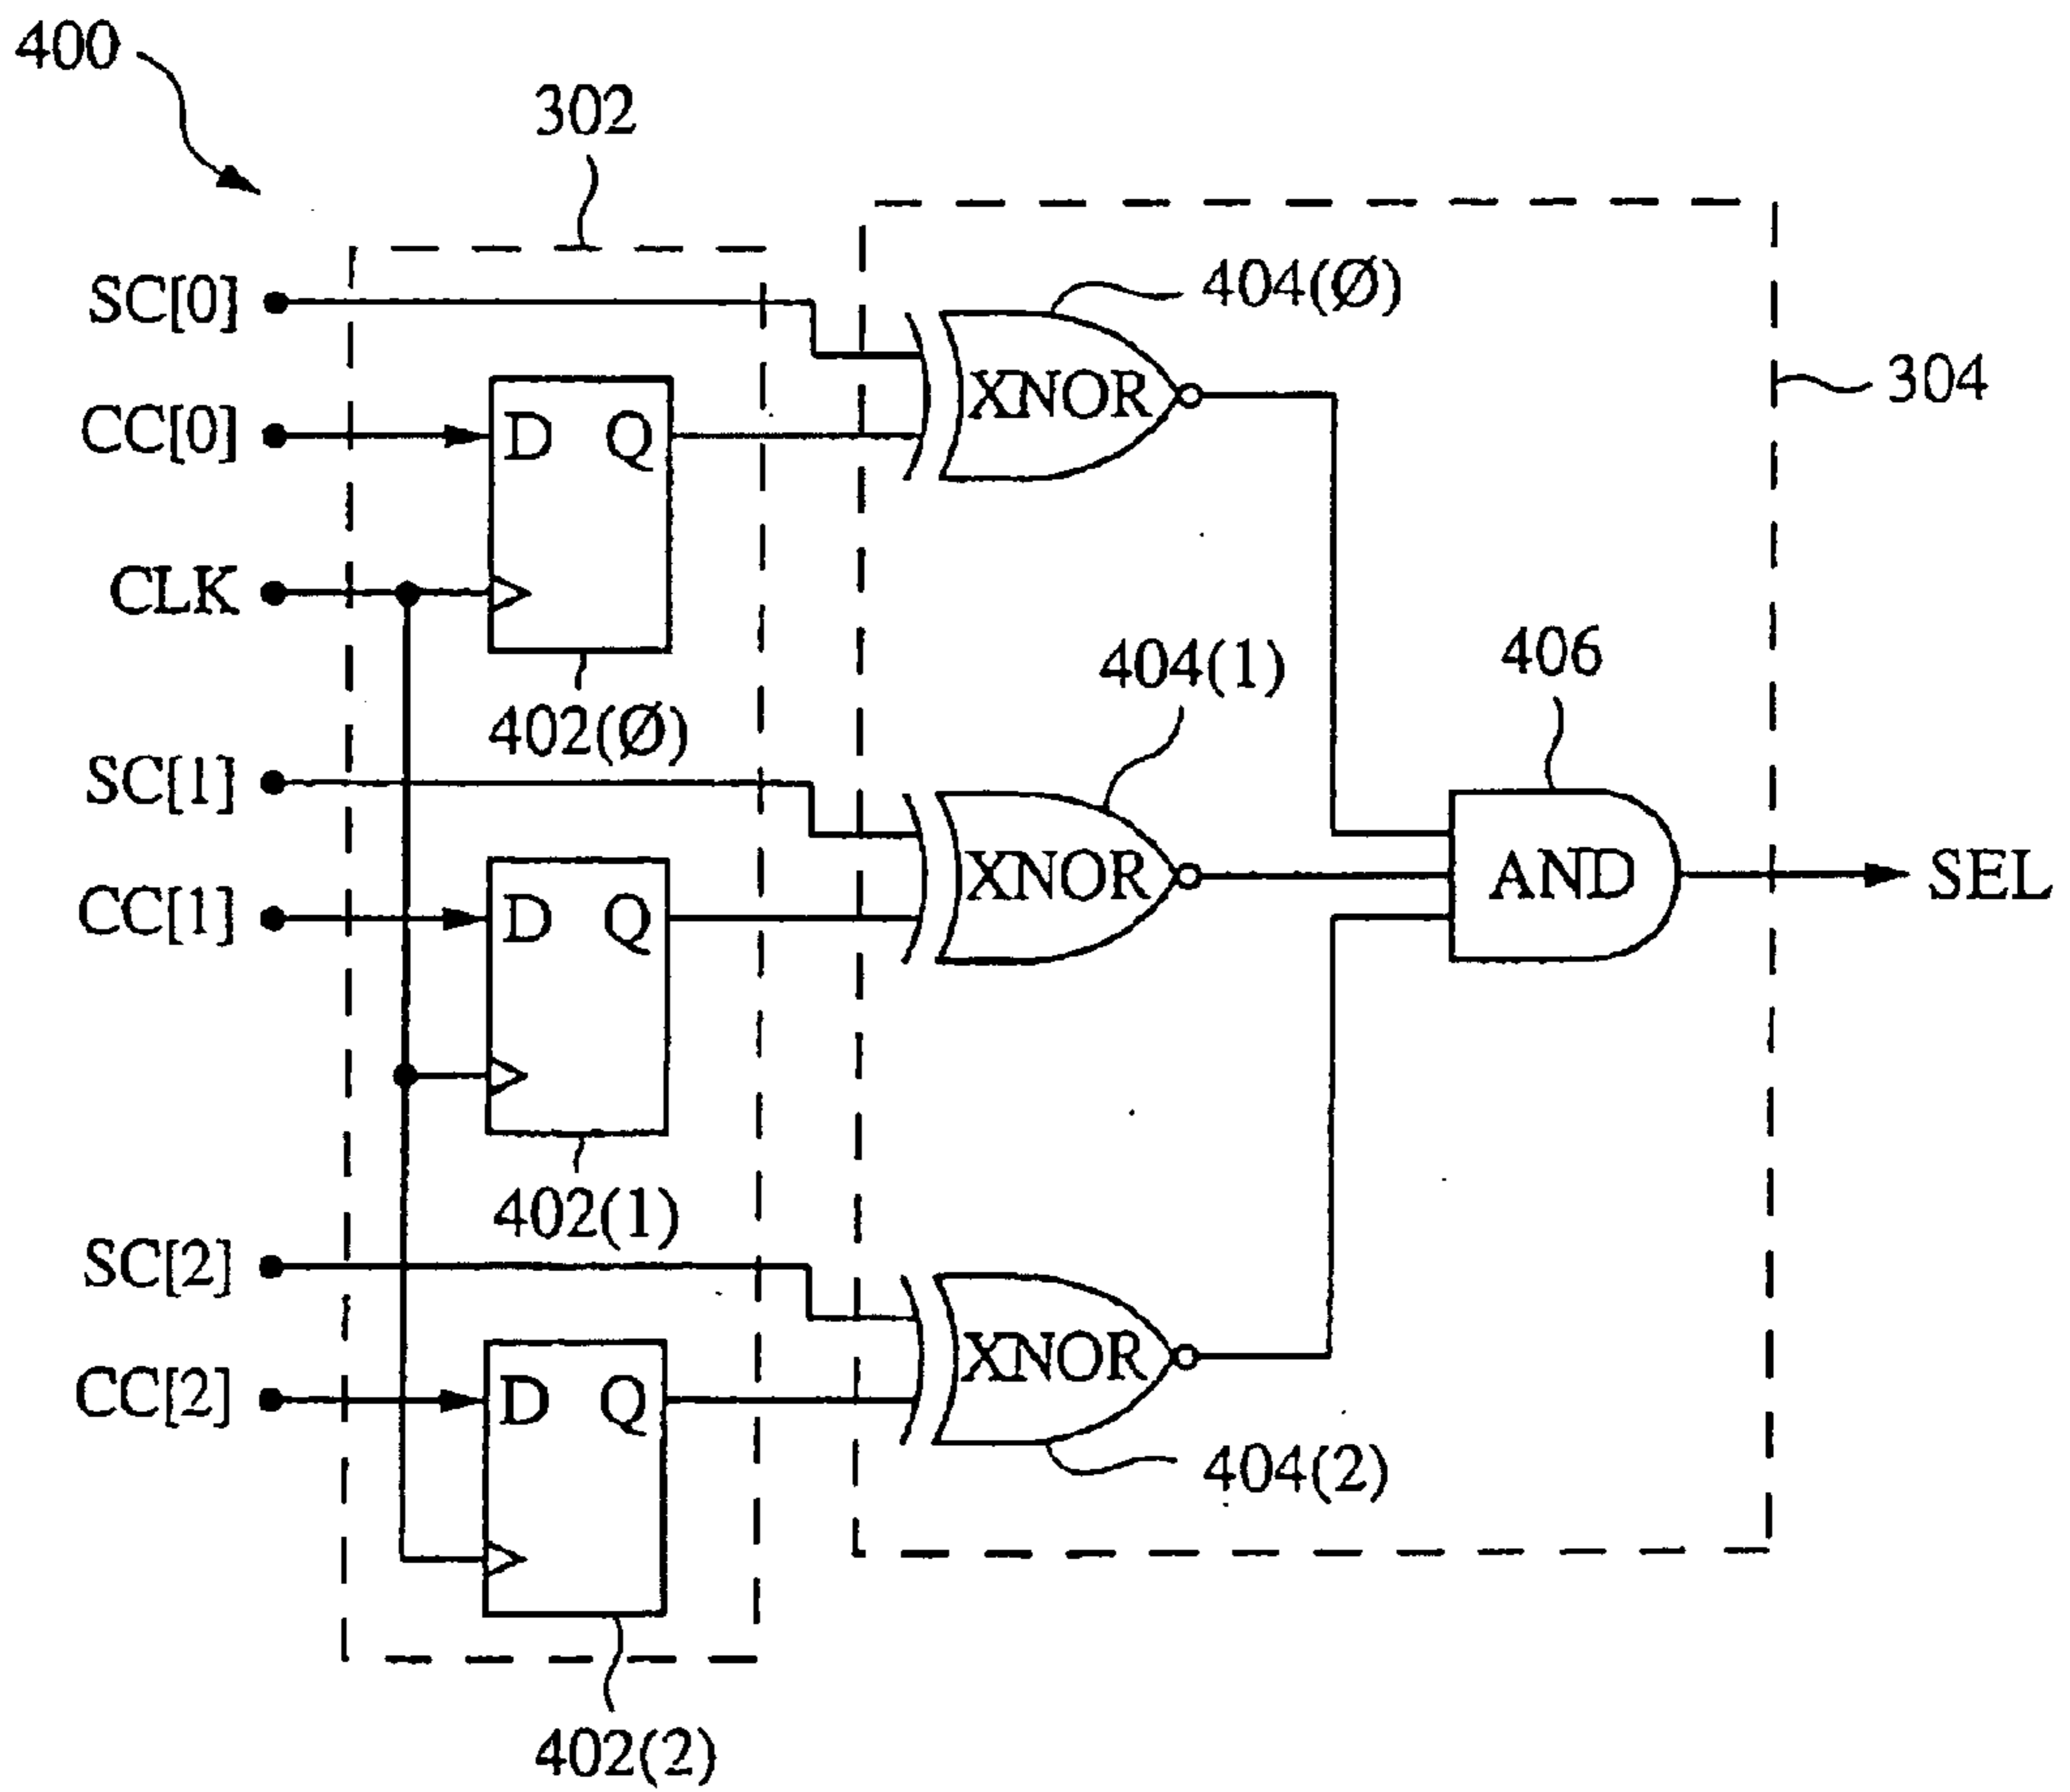 400
302
SC[0]
404(Ø)
XNOR
304
CC[0]
D Q
CLK
402(Ø)
404(1)
406
SC[1]
XNOR
AND
SEL
CC[1]
D Q
402(1)
SC[2]
XNOR
CC[2]
D Q
404(2)
402(2)